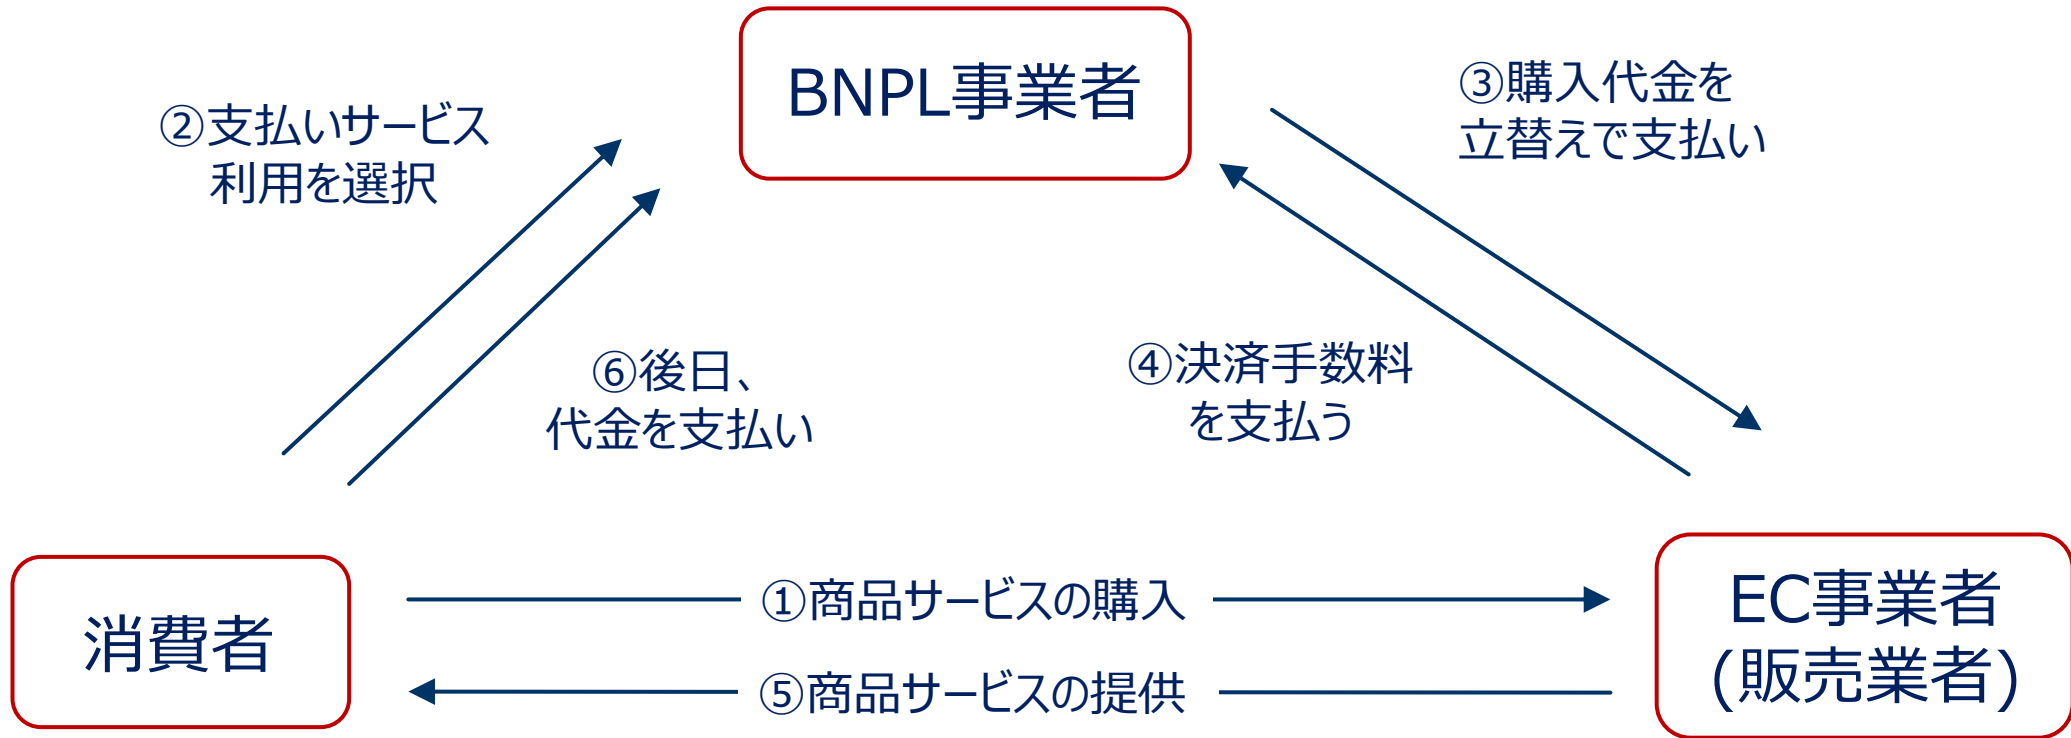 BNPL事業者
②支払いサービス
利用を選択
③購入代金を
立替えで支払い
⑥後日、
代金を支払い
④決済手数料
を支払う
消費者
①商品サービスの購入
⑤商品サービスの提供
EC事業者
(販売業者)